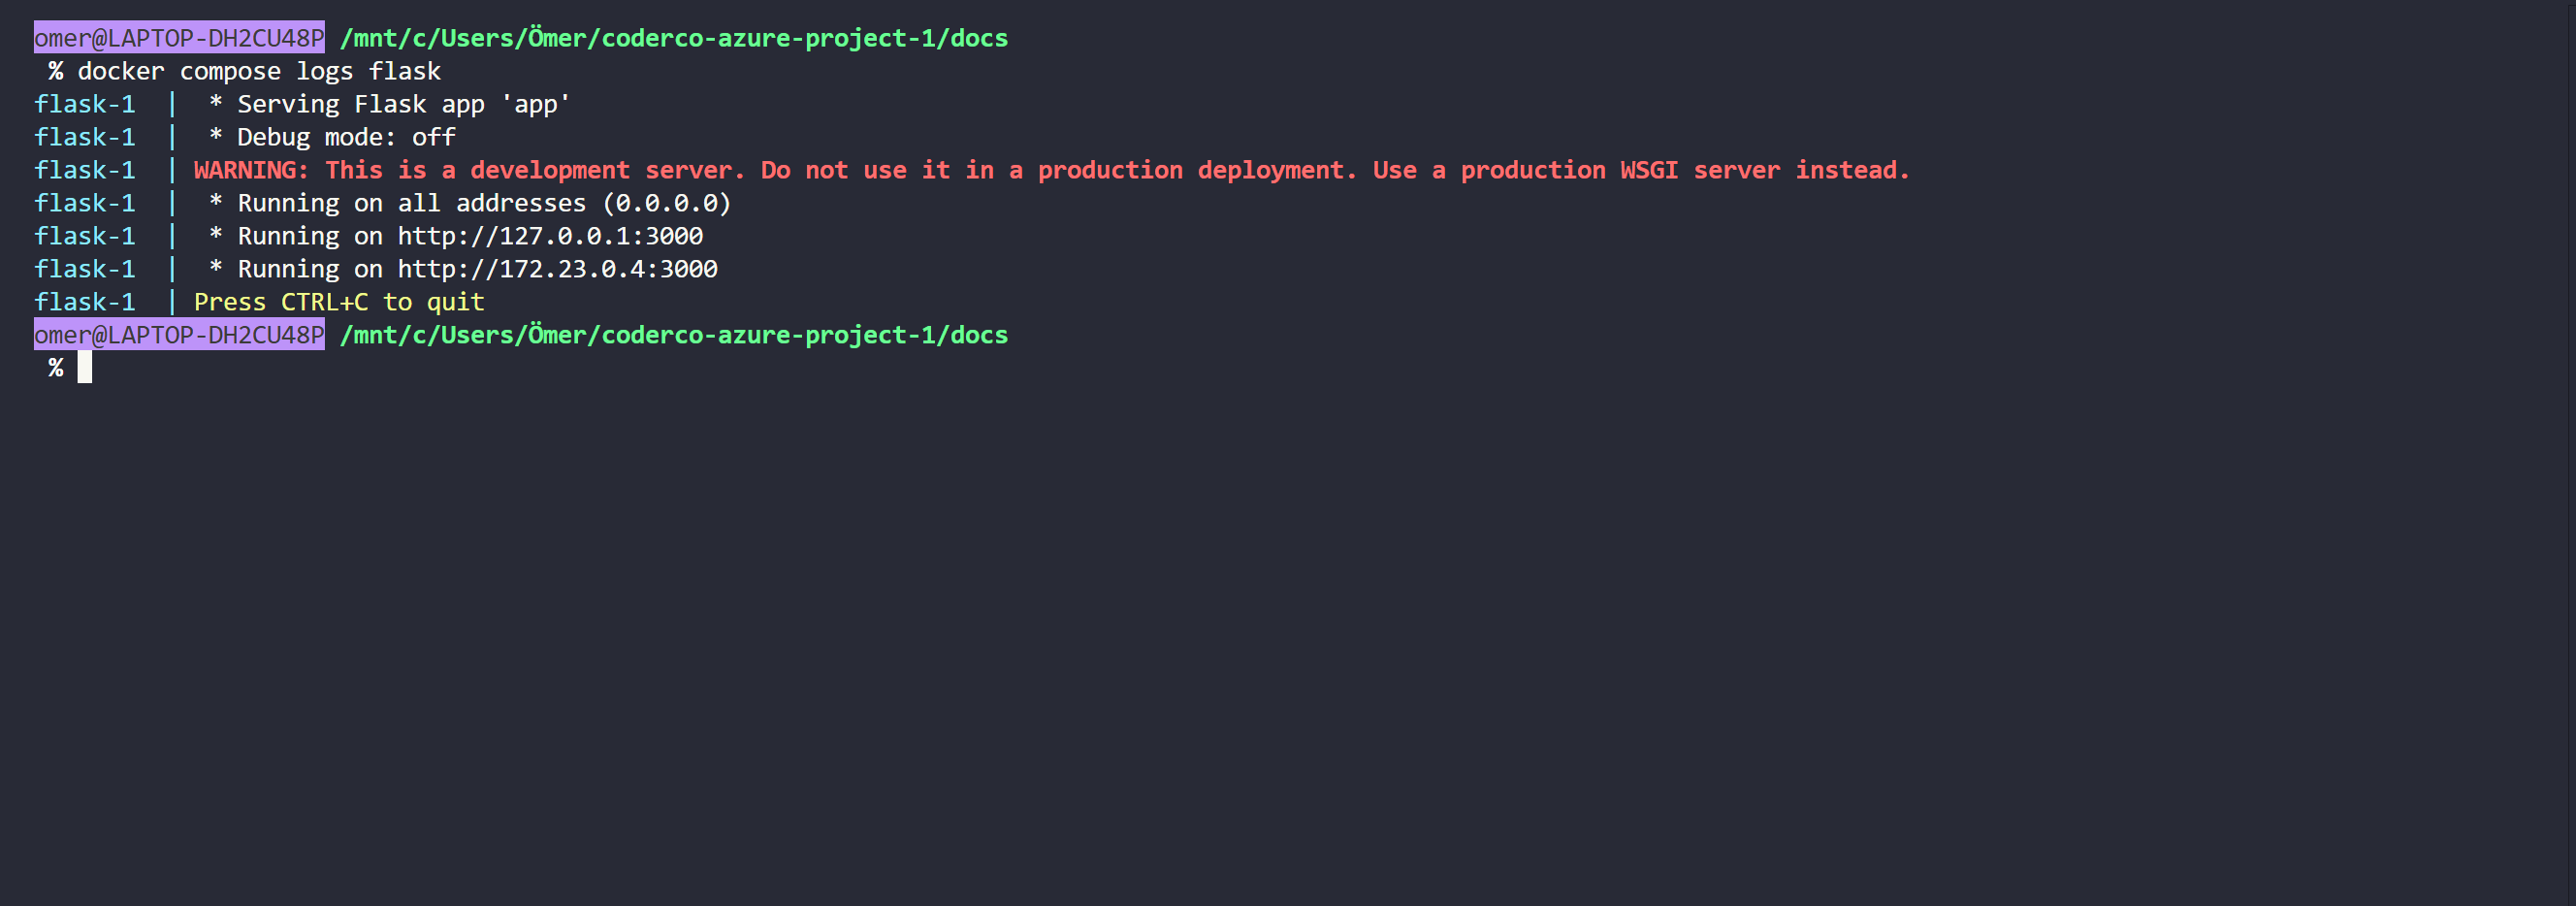 omer@LAPTOP-DH2CU48P /mnt/c/Users/Ömer/coderco-azure-project-1/docs
% docker compose logs flask
flask-1  |  * Serving Flask app 'app'
flask-1  |  * Debug mode: off
flask-1  | WARNING: This is a development server. Do not use it in a production deployment. Use a production WSGI server instead.
flask-1  |  * Running on all addresses (0.0.0.0)
flask-1  |  * Running on http://127.0.0.1:3000
flask-1  |  * Running on http://172.23.0.4:3000
flask-1  | Press CTRL+C to quit
omer@LAPTOP-DH2CU48P /mnt/c/Users/Ömer/coderco-azure-project-1/docs
%